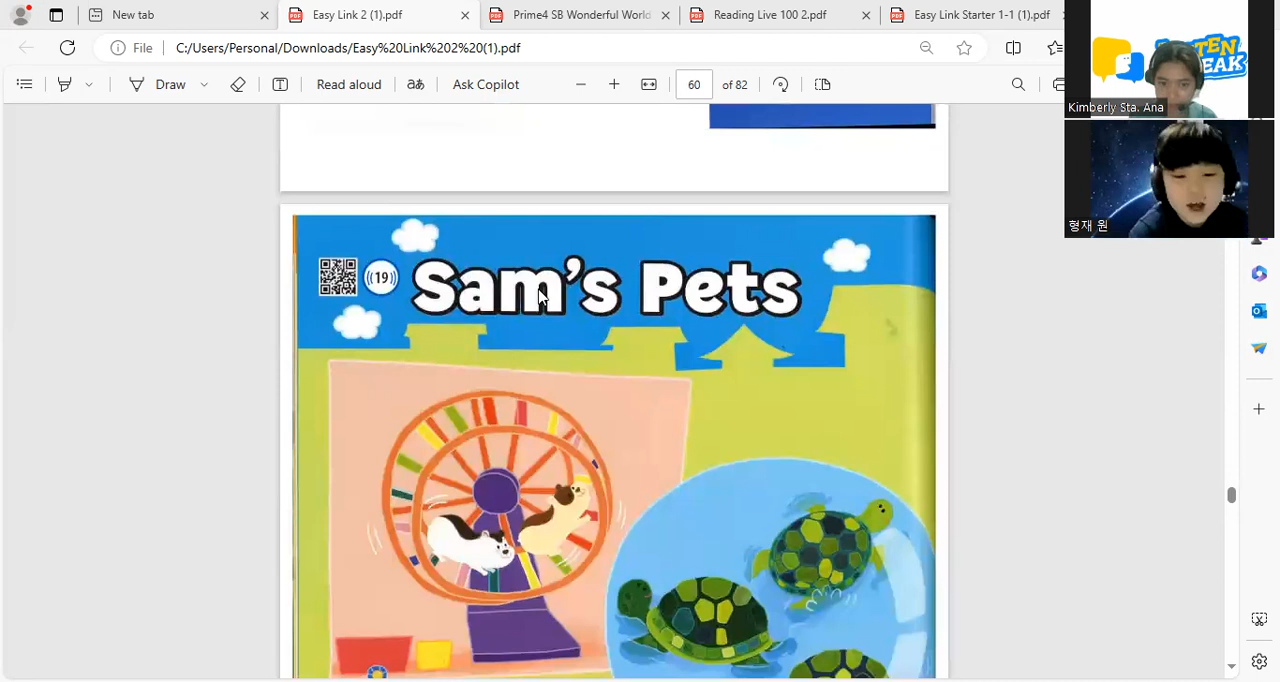 New tab
Easy Link 2 (1).pdf
Prime4 SB Wonderful World
Reading Live 100 2.pdf
Easy Link Starter 1-1 (1).pdf
File
C:/Users/Personal/Downloads/Easy%20Link%202%20(1).pdf
Draw
Read aloud
aあ
Ask Copilot
60
of 82
Kimberly Sta. Ana
형재 원
((19))
Sam's Pets